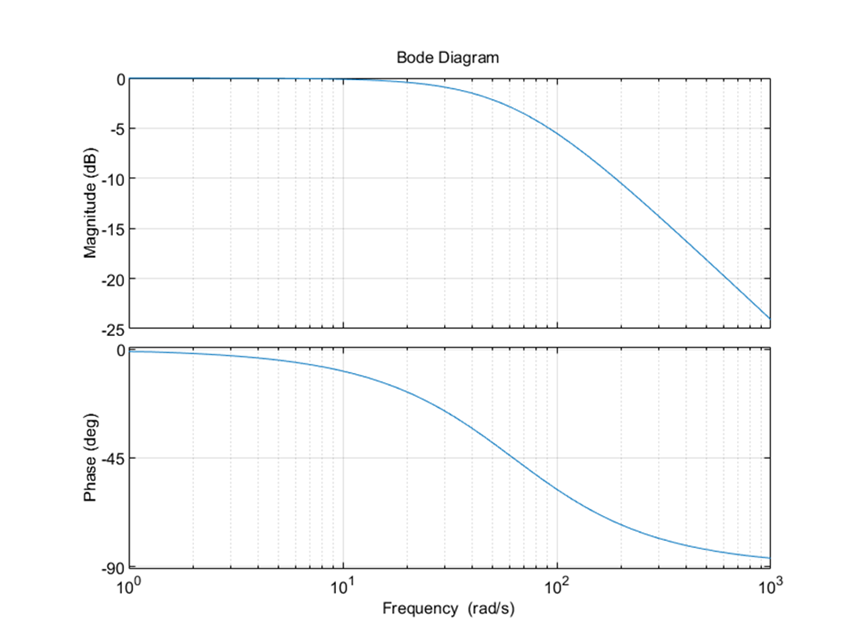 Bode Diagram
Magnitude (dB)
0
-5
-10
-15
-20
-25
Phase (deg)
0
-45
-90
10^0 10^1 10^2 10^3
Frequency (rad/s)